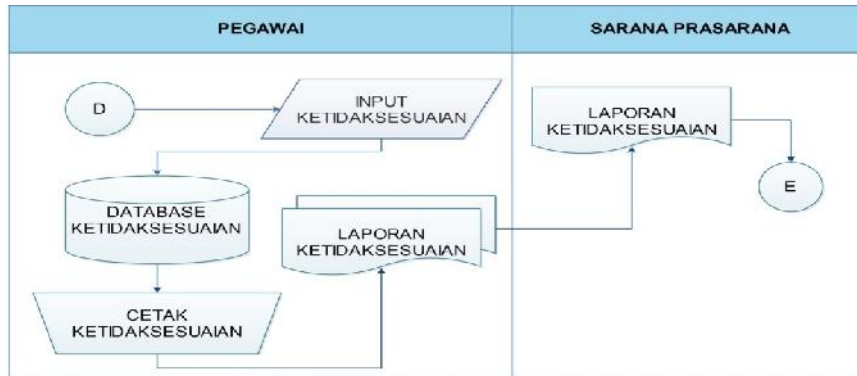 PEGAWAI
SARANA PRASARANA
D
INPUT
KETIDAKSESUAIAN
DATABASE
KETIDAKSESUAIAN
CETAK
KETIDAKSESUAIAN
LAPORAN
KETIDAKSESUAIAN
LAPORAN
KETIDAKSESUAIAN
E